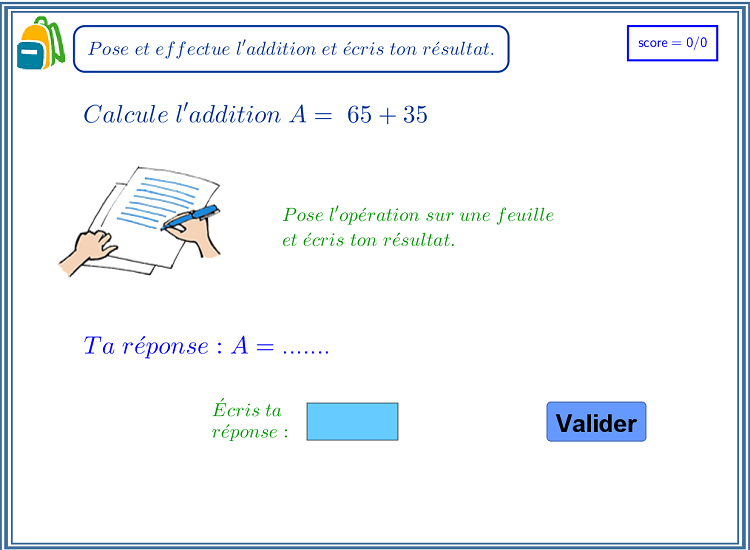 Pose et effectue l'addition et écris ton résultat.
score = 0/0
Calcule l'addition A = 65 + 35
Pose l'opération sur une feuille
et écris ton résultat.
Ta réponse : A = .......
Écris ta
réponse :
Valider